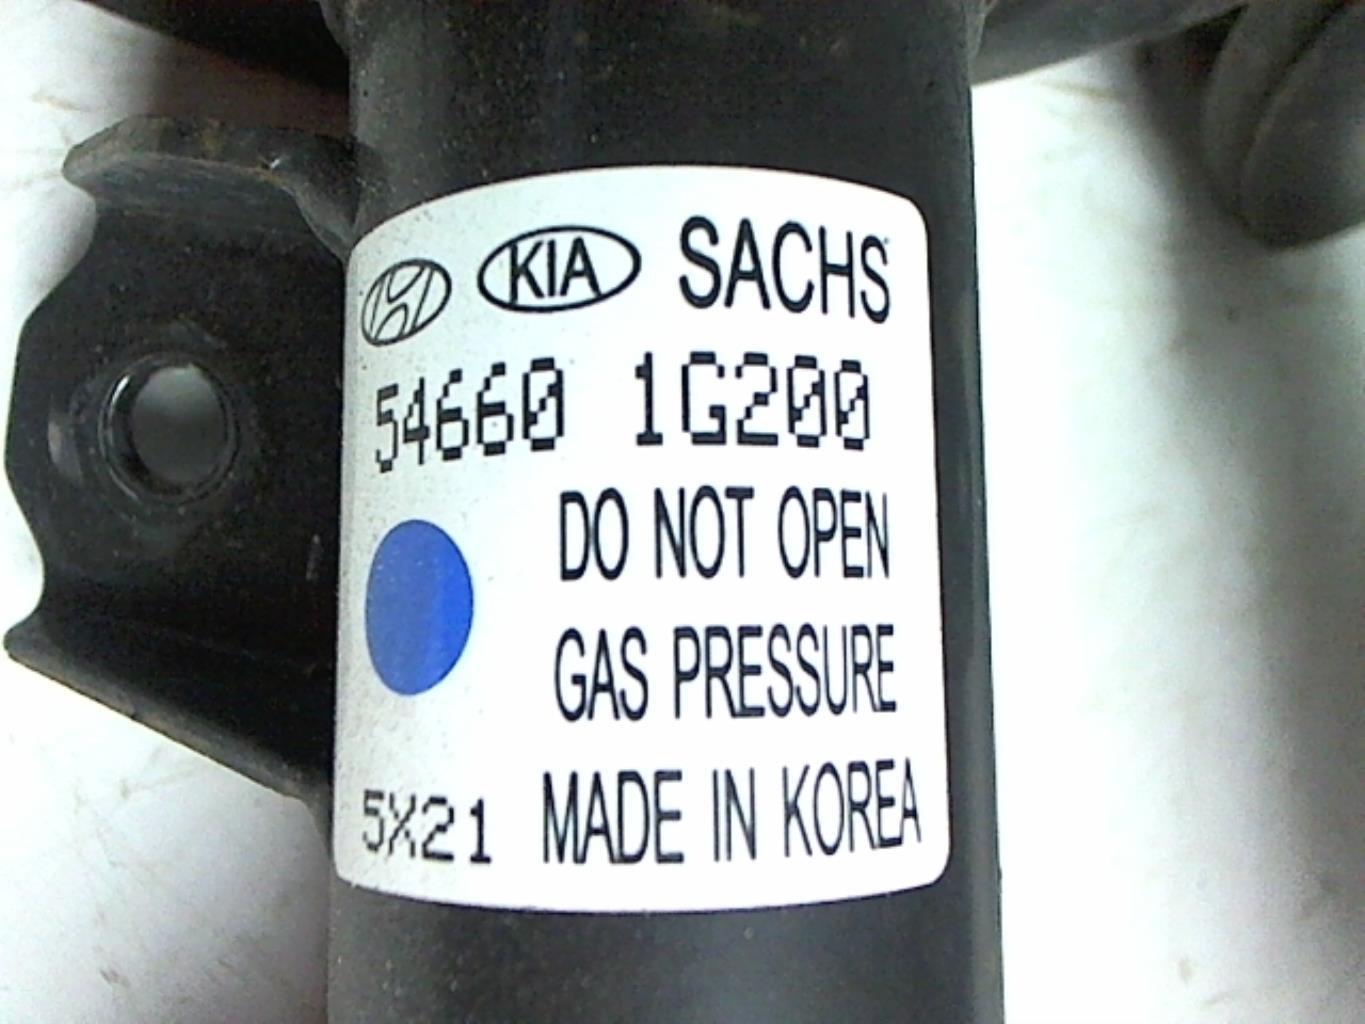 KIA SACHS
54660 1G200
DO NOT OPEN
GAS PRESSURE
5X21 MADE IN KOREA